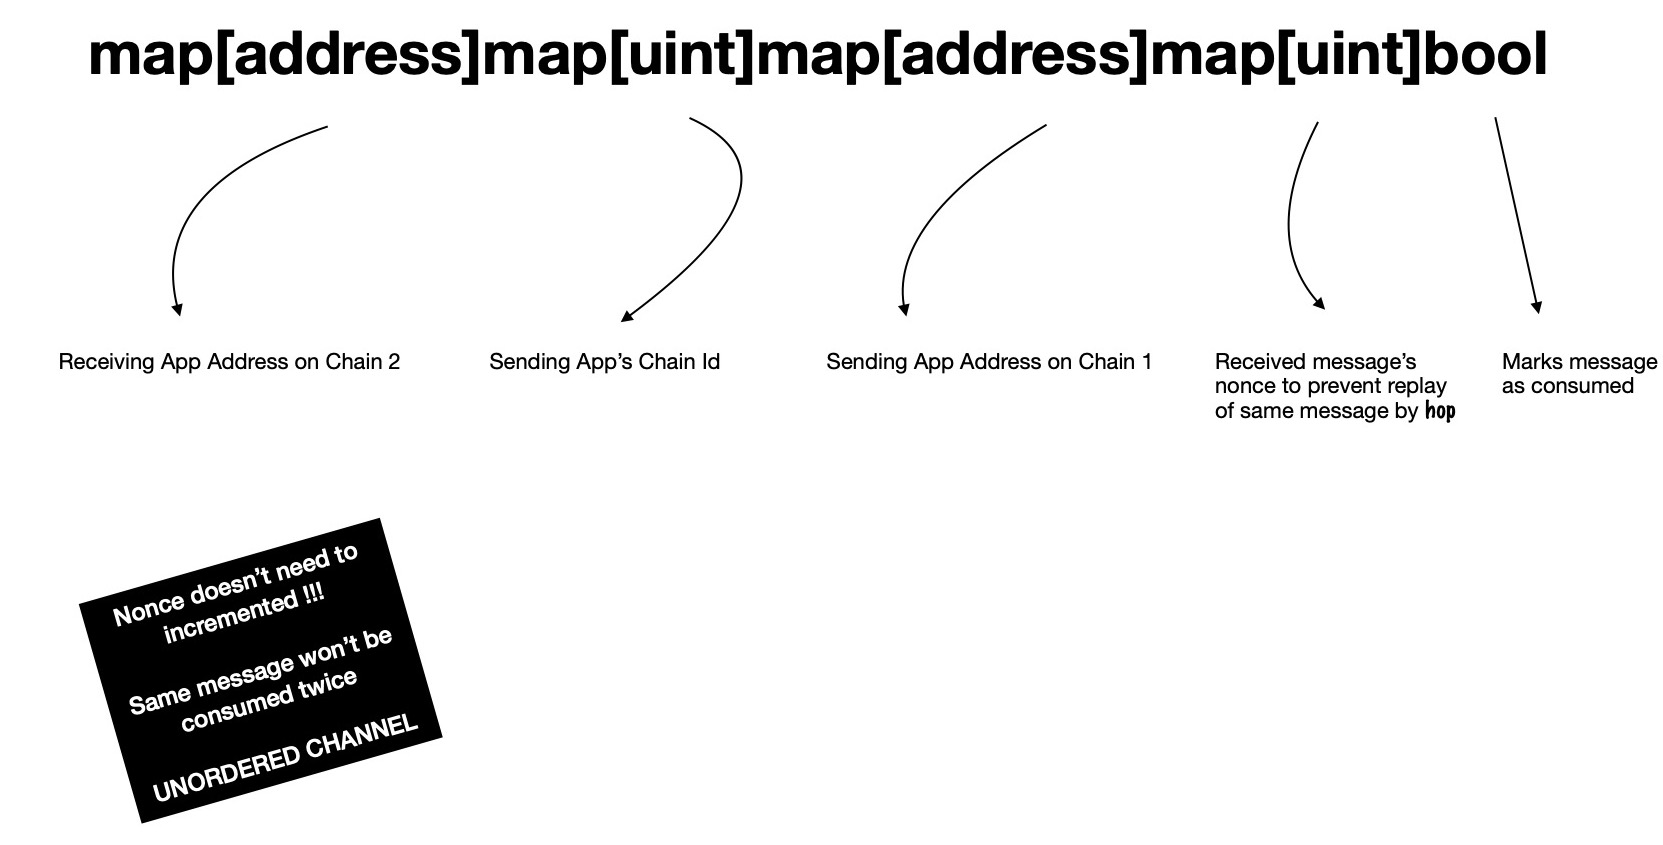 map[address]map[uint]map[address]map[uint]bool
Receiving App Address on Chain 2
Sending App’s Chain Id
Sending App Address on Chain 1
Received message’s
nonce to prevent replay
of same message by hop
Marks message
as consumed
Nonce doesn’t need to
incremented !!!
Same message won’t be
consumed twice
UNORDERED CHANNEL